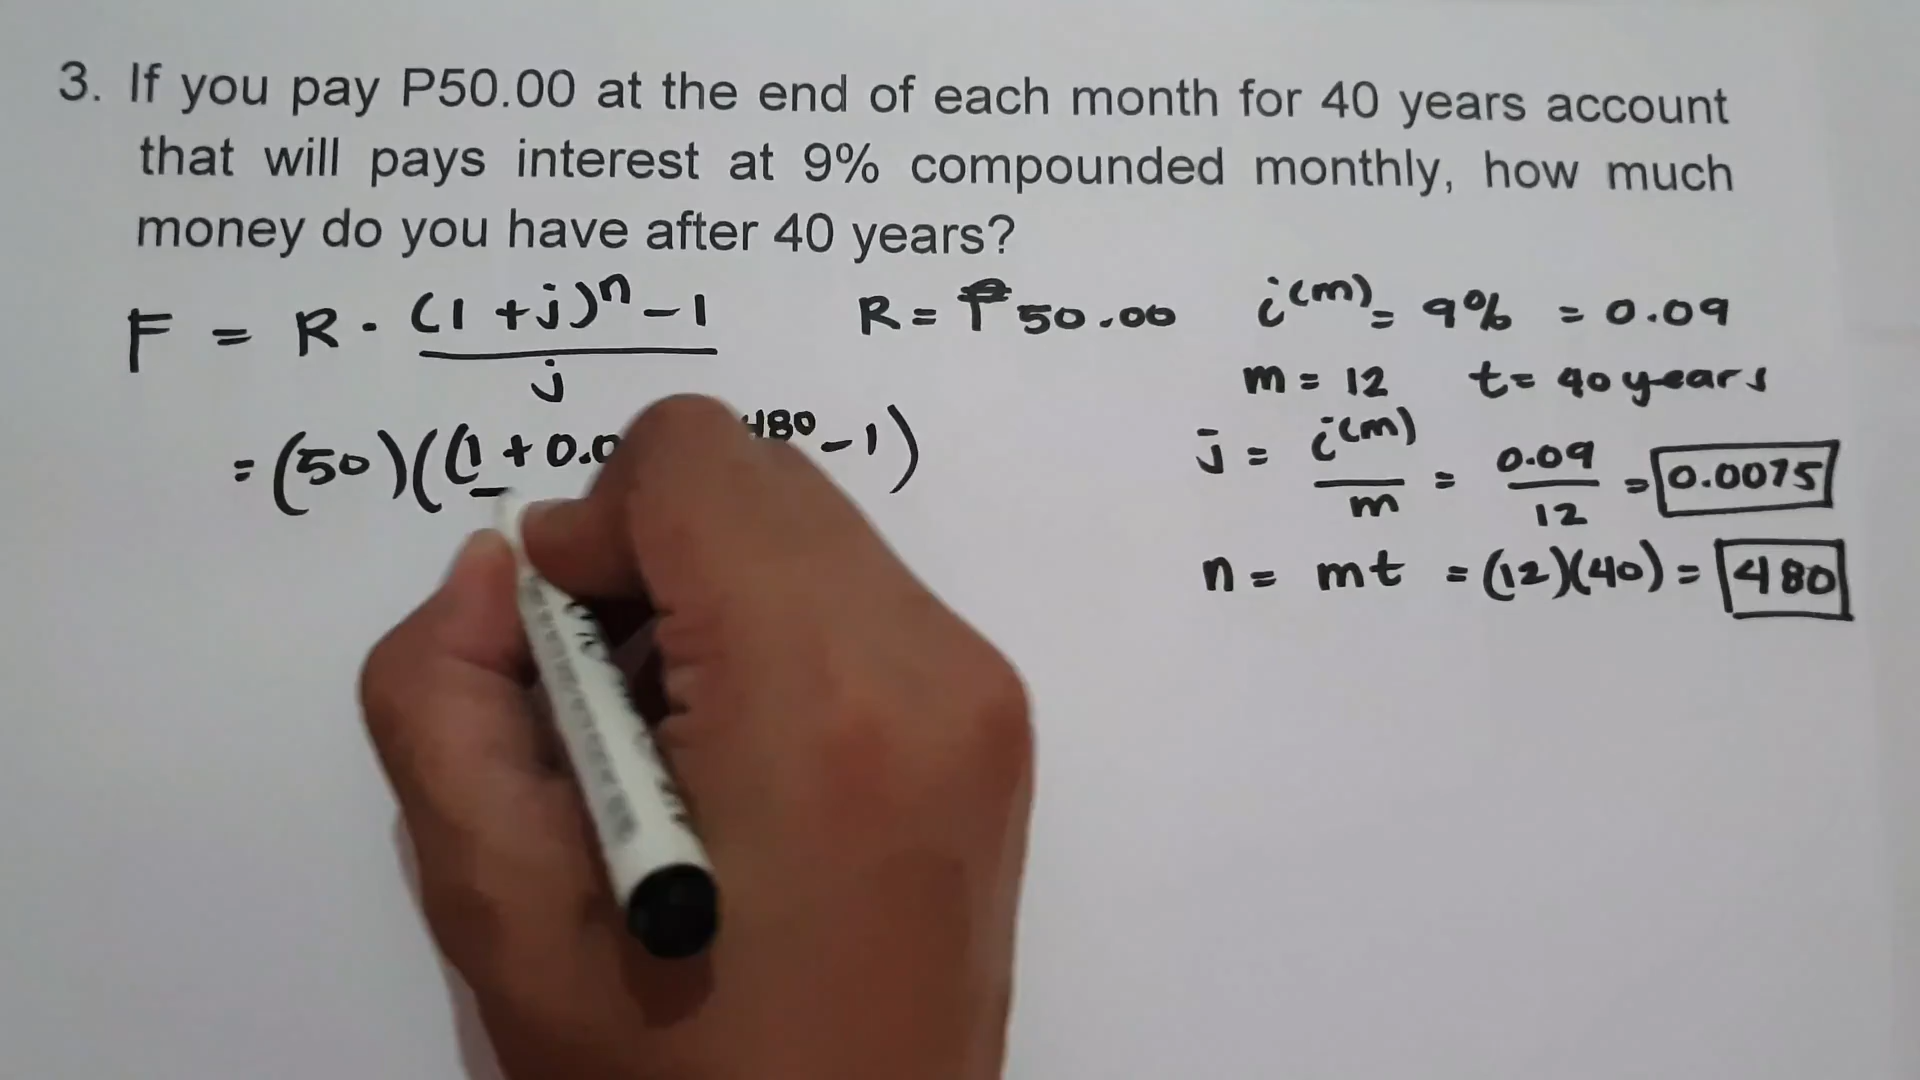 3. If you pay P50.00 at the end of each month for 40 years account
that will pays interest at 9% compounded monthly, how much
money do you have after 40 years?
F = R · (1 + j)ⁿ - 1 / j
R = ₱50.00
i⁽ᵐ⁾ = 9% = 0.09
m = 12 t = 40 years
= (50)((1 + 0.0 480 - 1)
j = i⁽ᵐ⁾ / m = 0.09 / 12 = 0.0075
n = mt = (12)(40) = 480